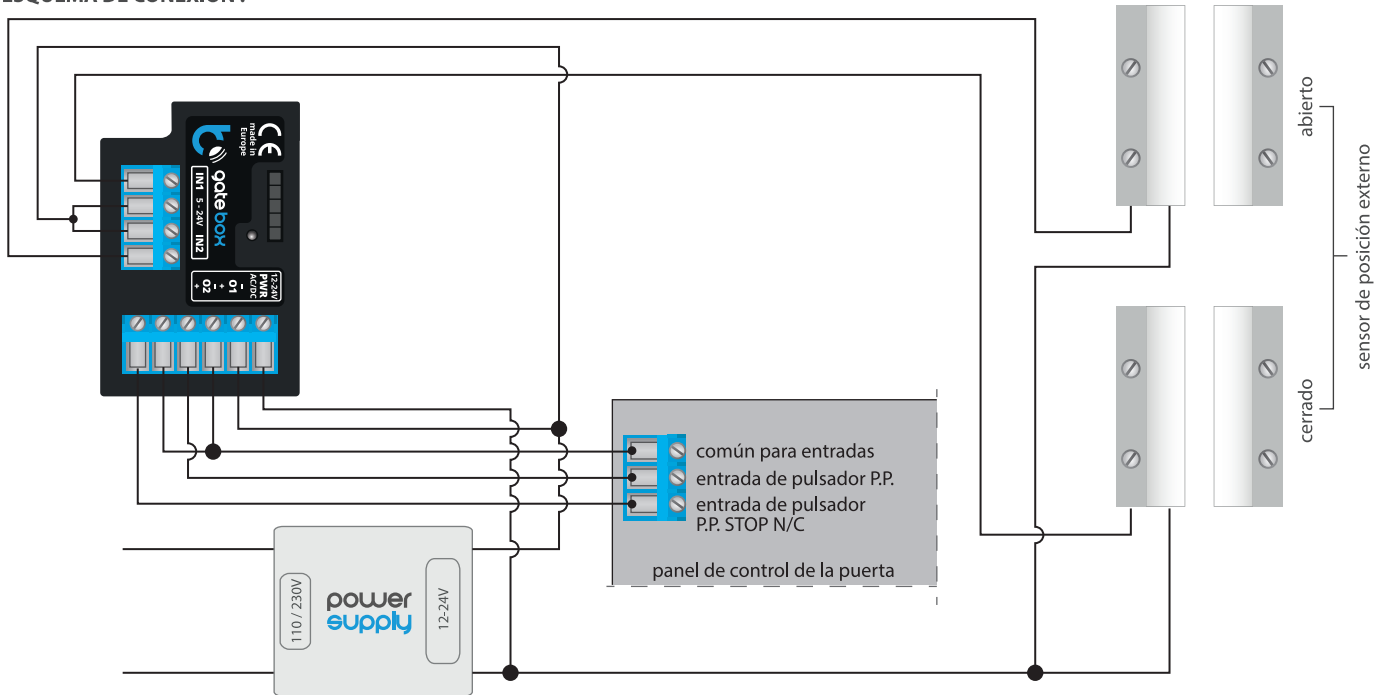 ESQUEMA DE CONEXIÓN :
made in
Europe
gatebox
IN1 5 - 24V IN2
12-24V
PWR
AC/DC
- O1 +
- O2 +
común para entradas
entrada de pulsador P.P.
entrada de pulsador
P.P. STOP N/C
panel de control de la puerta
110 / 230V
power
supply
12-24V
abierto
cerrado
sensor de posición externo